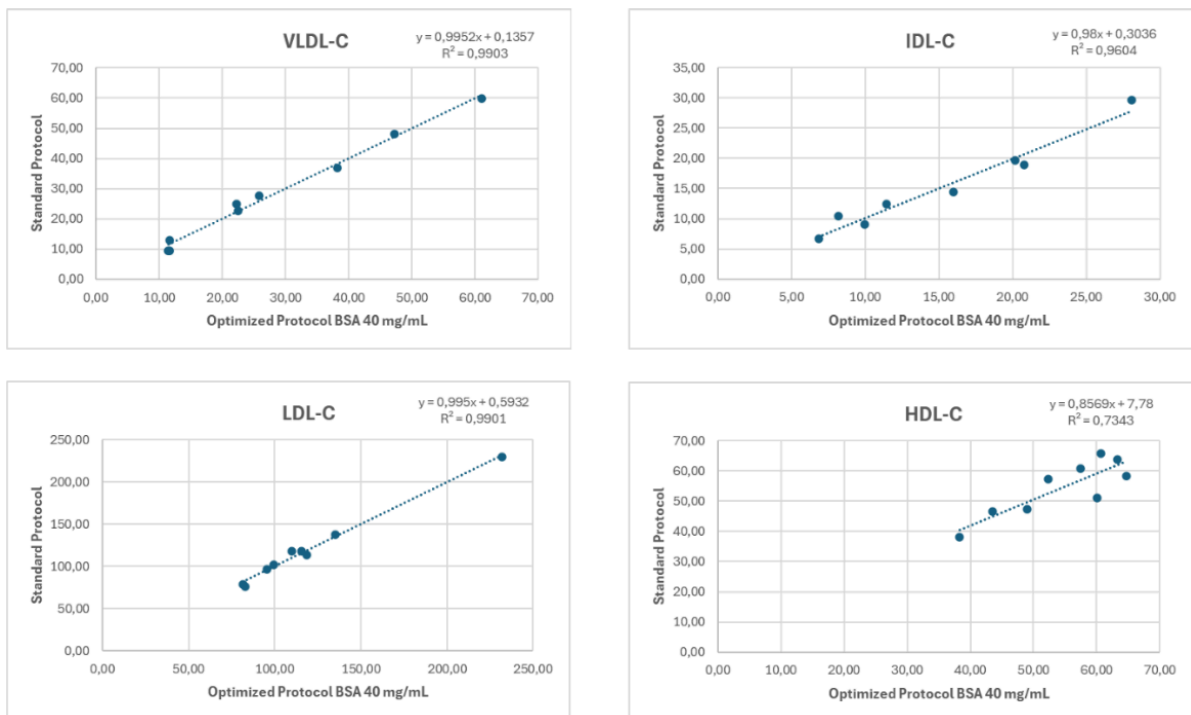 VLDL-C
y = 0,9952x + 0,1357
R² = 0,9903
Standard Protocol
70,00
60,00
50,00
40,00
30,00
20,00
10,00
0,00
0,00 10,00 20,00 30,00 40,00 50,00 60,00 70,00
Optimized Protocol BSA 40 mg/mL
IDL-C
y = 0,98x + 0,3036
R² = 0,9604
Standard Protocol
35,00
30,00
25,00
20,00
15,00
10,00
5,00
0,00
0,00 5,00 10,00 15,00 20,00 25,00 30,00
Optimized Protocol BSA 40 mg/mL
LDL-C
y = 0,995x + 0,5932
R² = 0,9901
Standard Protocol
250,00
200,00
150,00
100,00
50,00
0,00
0,00 50,00 100,00 150,00 200,00 250,00
Optimized Protocol BSA 40 mg/mL
HDL-C
y = 0,8569x + 7,78
R² = 0,7343
Standard Protocol
70,00
60,00
50,00
40,00
30,00
20,00
10,00
0,00
0,00 10,00 20,00 30,00 40,00 50,00 60,00 70,00
Optimized Protocol BSA 40 mg/mL